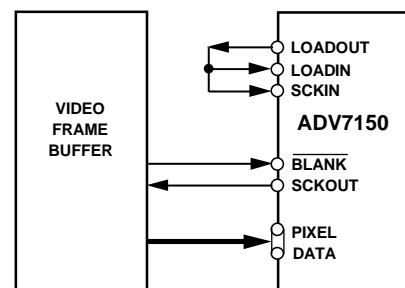 VIDEO
FRAME
BUFFER
LOADOUT
LOADIN
SCKIN
ADV7150
BLANK
SCKOUT
PIXEL
DATA